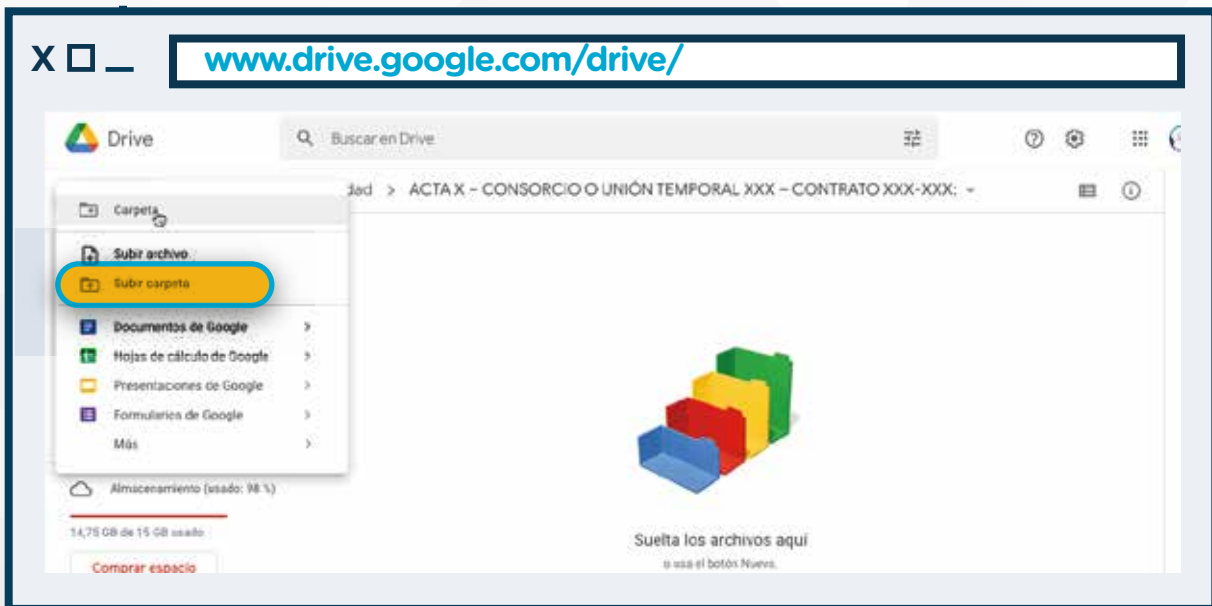 X
www.drive.google.com/drive/
Drive
Buscar en Drive
dad > ACTA X – CONSORCIO O UNIÓN TEMPORAL XXX – CONTRATO XXX-XXX;
Carpeta
Subir archivo
Subir carpeta
Documentos de Google
Hojas de cálculo de Google
Presentaciones de Google
Formularios de Google
Más
Almacenamiento (usado: 98 %)
14,75 GB de 15 GB usado
Comprar espacio
Suelta los archivos aquí
o usa el botón Nuevo.